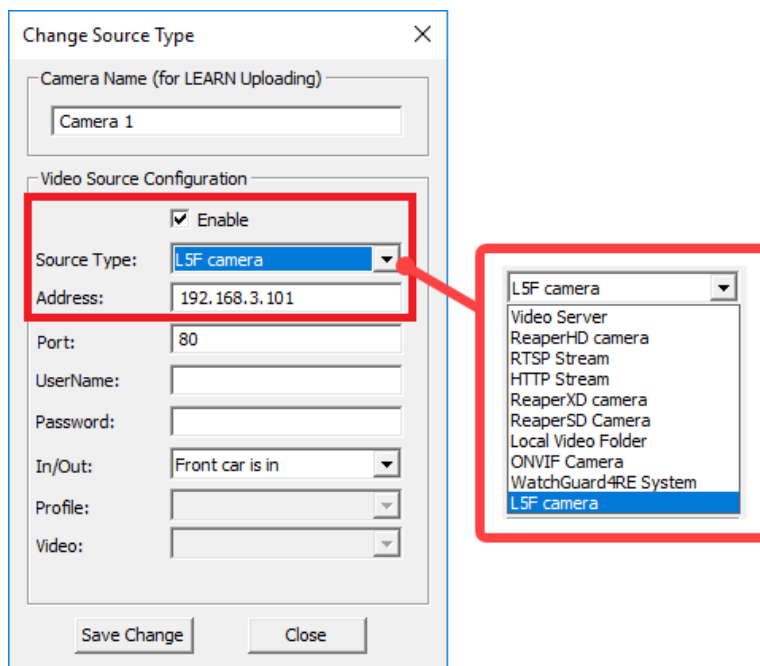 Change Source Type
Camera Name (for LEARN Uploading)
Camera 1
Video Source Configuration
Enable
Source Type: L5F camera
Address: 192.168.3.101
Port: 80
UserName:
Password:
In/Out: Front car is in
Profile:
Video:
Save Change Close
L5F camera
Video Server
ReaperHD camera
RTSP Stream
HTTP Stream
ReaperXD camera
ReaperSD Camera
Local Video Folder
ONVIF Camera
WatchGuard4RE System
L5F camera